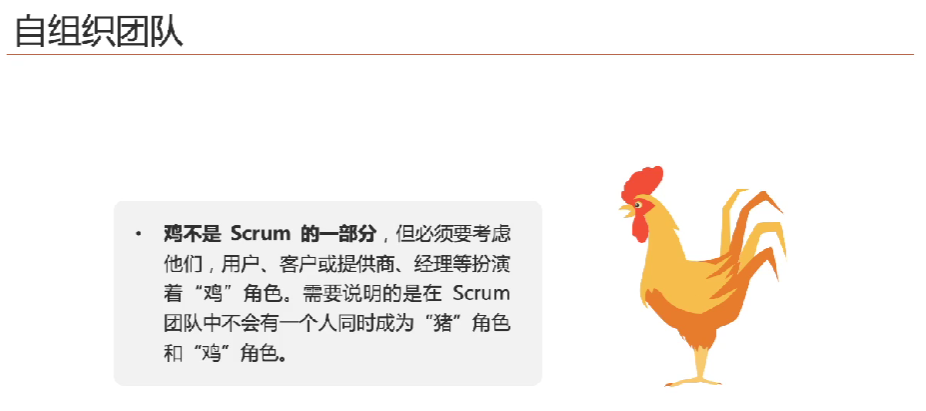 自组织团队
• 鸡不是 Scrum 的一部分，但必须要考虑
他们，用户、客户或提供商、经理等扮演
着“鸡”角色。需要说明的是在 Scrum
团队中不会有一个人同时成为“猪”角色
和“鸡”角色。